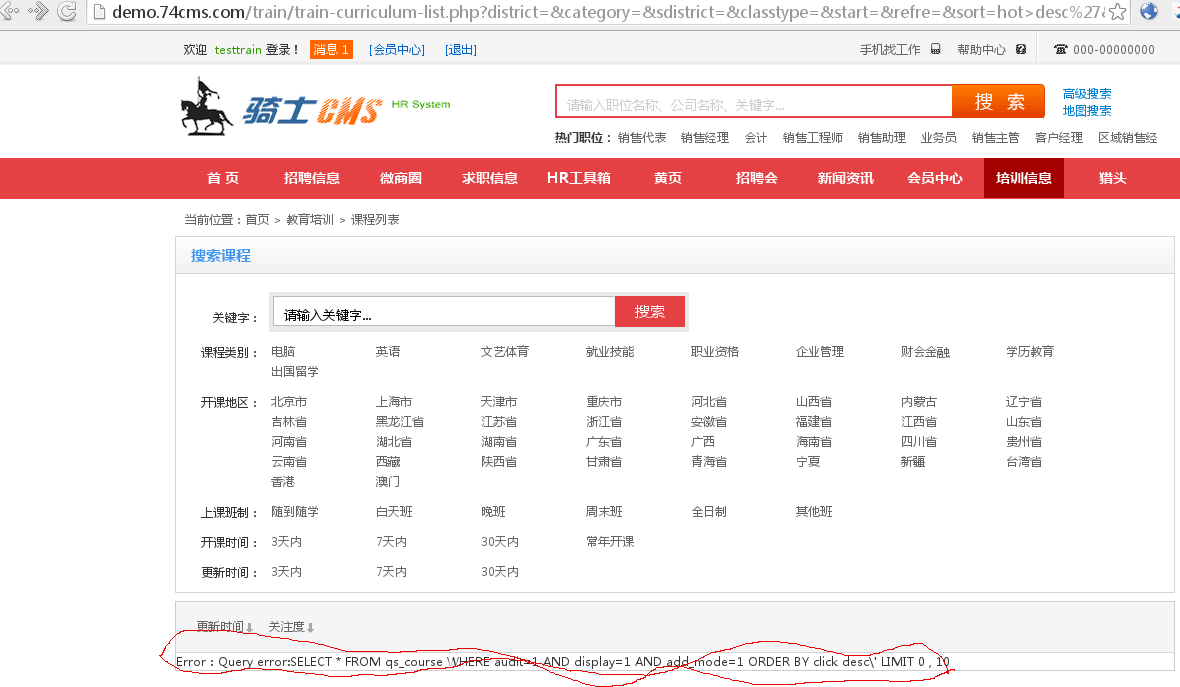 demo.74cms.com/train/train-curriculum-list.php?district=&category=&sdistrict=&classtype=&start=&refre=&sort=hot>desc%27
欢迎 testtrain 登录！ 消息 1 [会员中心] [退出] 手机找工作 帮助中心 000-00000000
骑士CMS HR System
请输入职位名称、公司名称、关键字... 搜 索 高级搜索
地图搜索
热门职位： 销售代表 销售经理 会计 销售工程师 销售助理 业务员 销售主管 客户经理 区域销售经
首 页 招聘信息 微商圈 求职信息 HR工具箱 黄页 招聘会 新闻资讯 会员中心 培训信息 猎头
当前位置：首页 > 教育培训 > 课程列表
搜索课程
关键字： 请输入关键字... 搜索
课程类别： 电脑 英语 文艺体育 就业技能 职业资格 企业管理 财会金融 学历教育
出国留学
开课地区： 北京市 上海市 天津市 重庆市 河北省 山西省 内蒙古 辽宁省
吉林省 黑龙江省 江苏省 浙江省 安徽省 福建省 江西省 山东省
河南省 湖北省 湖南省 广东省 广西 海南省 四川省 贵州省
云南省 西藏 陕西省 甘肃省 青海省 宁夏 新疆 台湾省
香港 澳门
上课班制： 随到随学 白天班 晚班 周末班 全日制 其他班
开课时间： 3天内 7天内 30天内 常年开课
更新时间： 3天内 7天内 30天内
更新时间 关注度
Error：Query error:SELECT * FROM qs_course WHERE audit=1 AND display=1 AND add_mode=1 ORDER BY click desc\' LIMIT 0 , 10